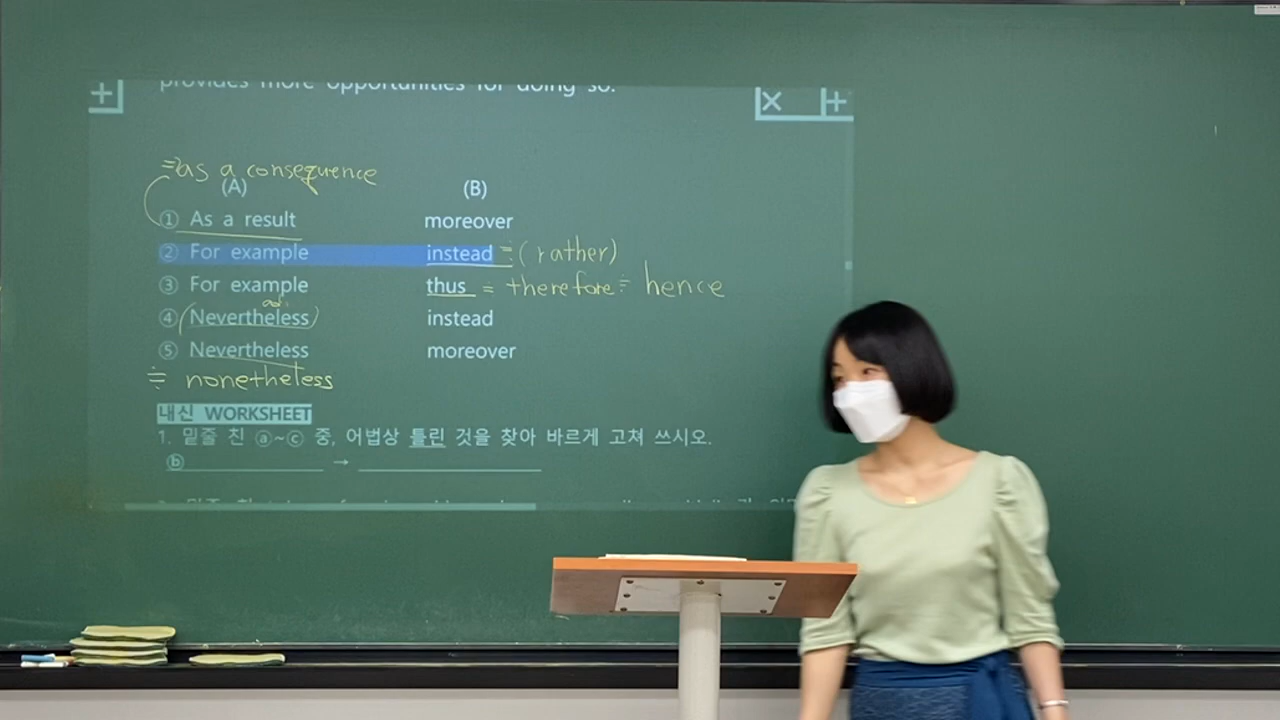 provides more opportunities for doing so.
=as a consequence
(A) (B)
① As a result moreover
② For example instead = (rather)
③ For example thus = therefore ≒ hence
ad.
④ (Nevertheless) instead
⑤ Nevertheless moreover
≒ nonetheless
내신 WORKSHEET
1. 밑줄 친 ⓐ~ⓒ 중, 어법상 틀린 것을 찾아 바르게 고쳐 쓰시오.
ⓑ →